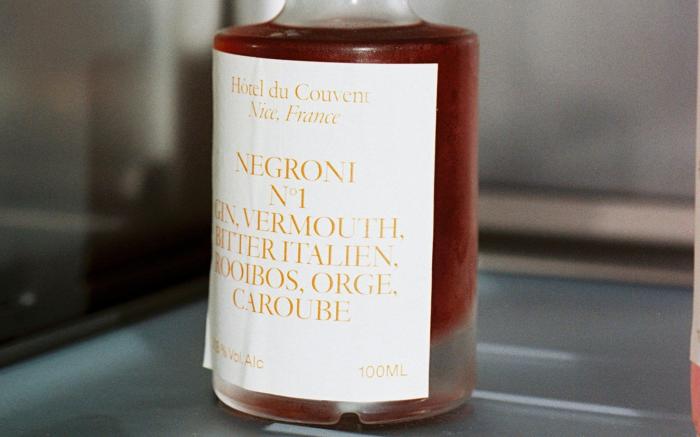 Hôtel du Couvent
Nice, France
NEGRONI
N°1
GIN, VERMOUTH,
BITTER ITALIEN,
ROOIBOS, ORGE,
CAROUBE
% Vol. Alc
100ML